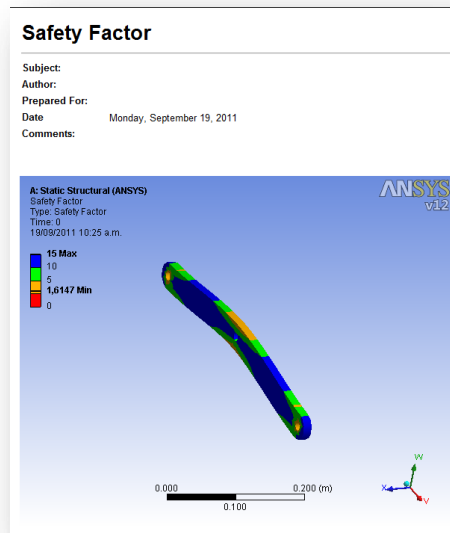 Safety Factor
Subject:
Author:
Prepared For:
Date Monday, September 19, 2011
Comments:
A: Static Structural (ANSYS)
Safety Factor
Type: Safety Factor
Time: 0
19/09/2011 10:25 a.m.
15 Max
10
5
1,6147 Min
0
ANSYS
v12
0.000 0.200 (m)
0.100
W
X
V